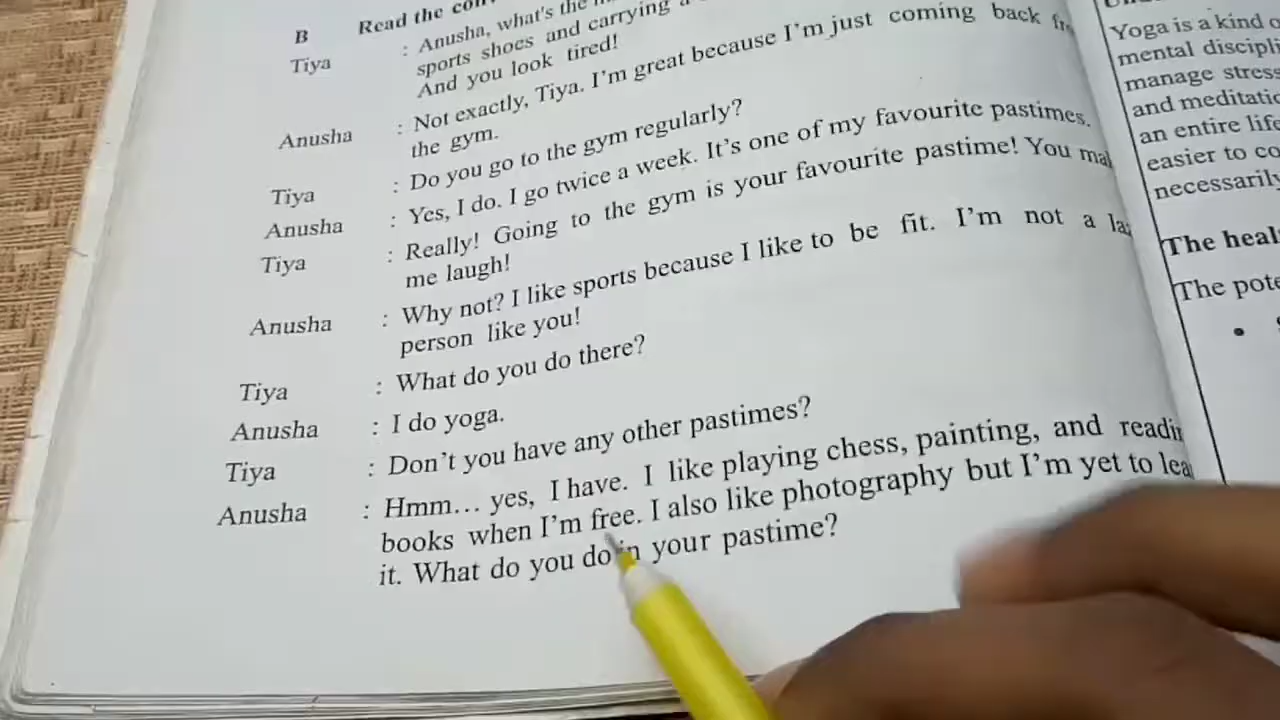 B Read the
Tiya : Anusha, what's the
sports shoes and carrying
And you look tired!
Anusha : Not exactly, Tiya. I'm great because I'm just coming back
the gym.
Tiya : Do you go to the gym regularly?
Anusha : Yes, I do. I go twice a week. It's one of my favourite pastimes.
Tiya : Really! Going to the gym is your favourite pastime! You
me laugh!
Anusha : Why not? I like sports because I like to be fit. I'm not a
person like you!
Tiya : What do you do there?
Anusha : I do yoga.
Tiya : Don't you have any other pastimes?
Anusha : Hmm... yes, I have. I like playing chess, painting, and
books when I'm free. I also like photography but I'm yet to
it. What do you do in your pastime?
Yoga is a kind
mental
manage stress
and
an entire life
easier to
necessarily
The
The
•